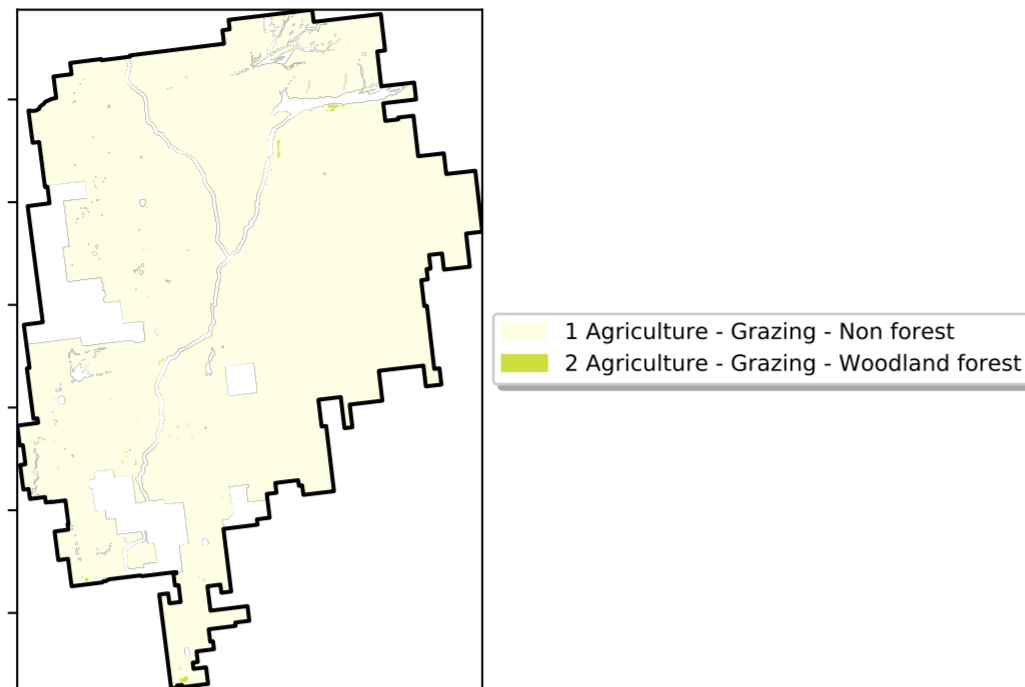 1 Agriculture - Grazing - Non forest
2 Agriculture - Grazing - Woodland forest